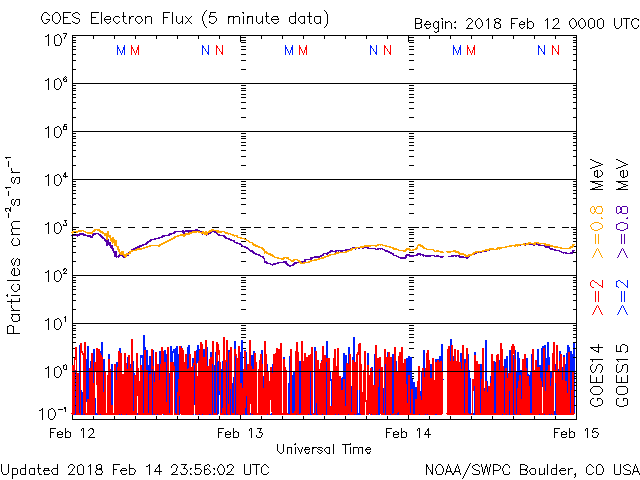 GOES Electron Flux (5 minute data)
Begin: 2018 Feb 12 0000 UTC
M M N N M M N N M M N N
10⁷
10⁶
10⁵
10⁴
10³
10²
10¹
10⁰
10⁻¹
Particles cm⁻²s⁻¹sr⁻¹
Feb 12 Feb 13 Feb 14 Feb 15
Universal Time
GOES14 >=2 >=0.8 MeV
GOES15 >=2 >=0.8 MeV
Updated 2018 Feb 14 23:56:02 UTC
NOAA/SWPC Boulder, CO USA